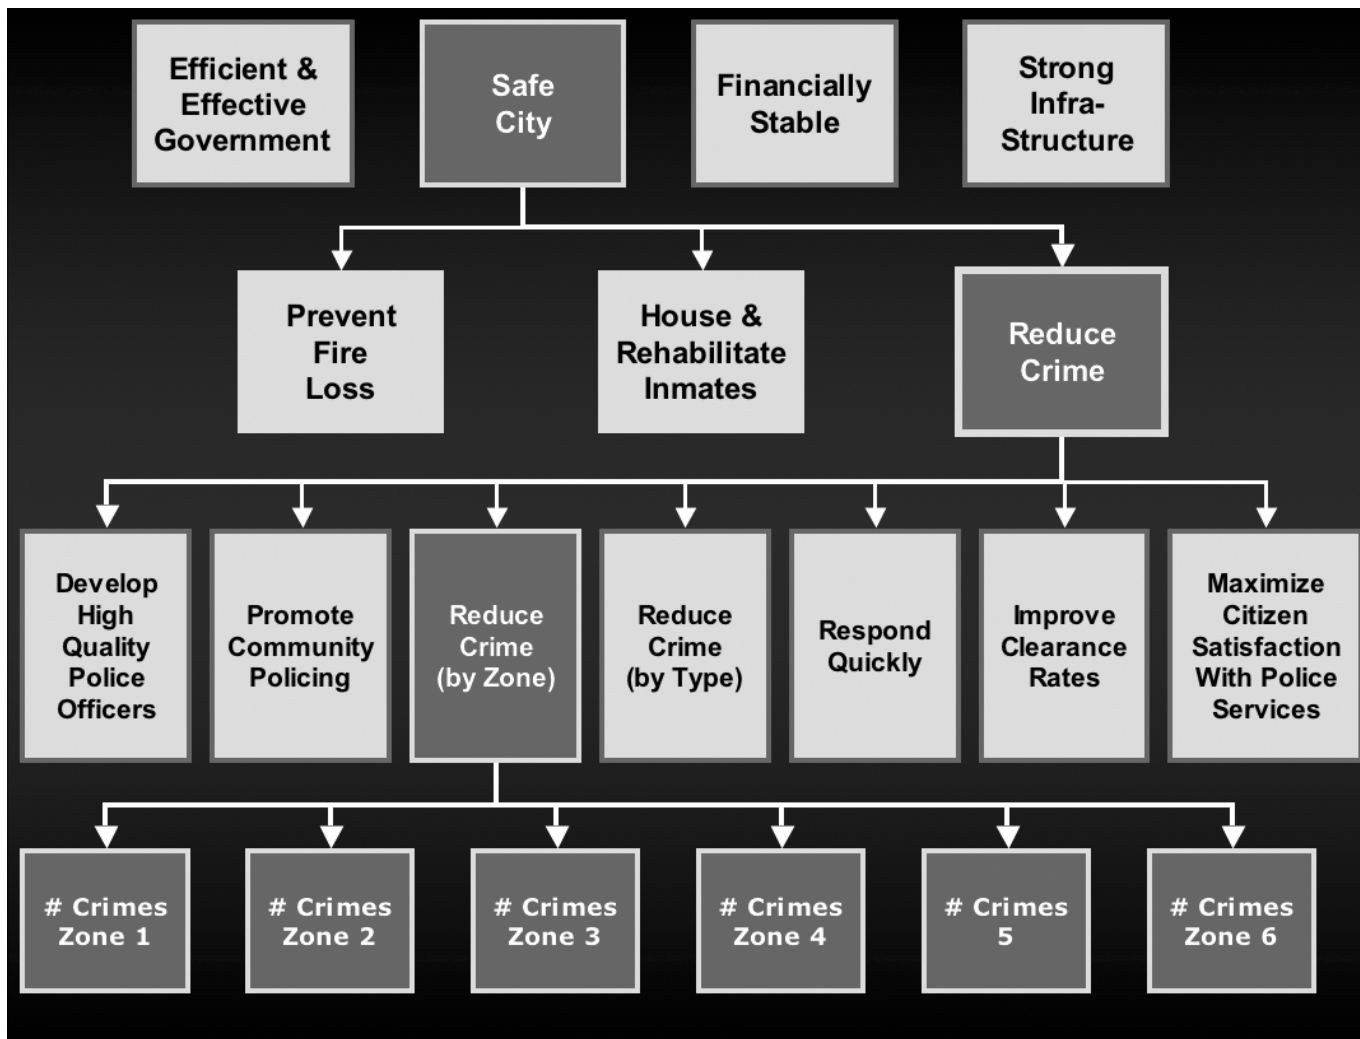 Efficient &
Effective
Government
Safe
City
Financially
Stable
Strong
Infra-
Structure
Prevent
Fire
Loss
House &
Rehabilitate
Inmates
Reduce
Crime
Develop
High
Quality
Police
Officers
Promote
Community
Policing
Reduce
Crime
(by Zone)
Reduce
Crime
(by Type)
Respond
Quickly
Improve
Clearance
Rates
Maximize
Citizen
Satisfaction
With Police
Services
# Crimes
Zone 1
# Crimes
Zone 2
# Crimes
Zone 3
# Crimes
Zone 4
# Crimes
5
# Crimes
Zone 6